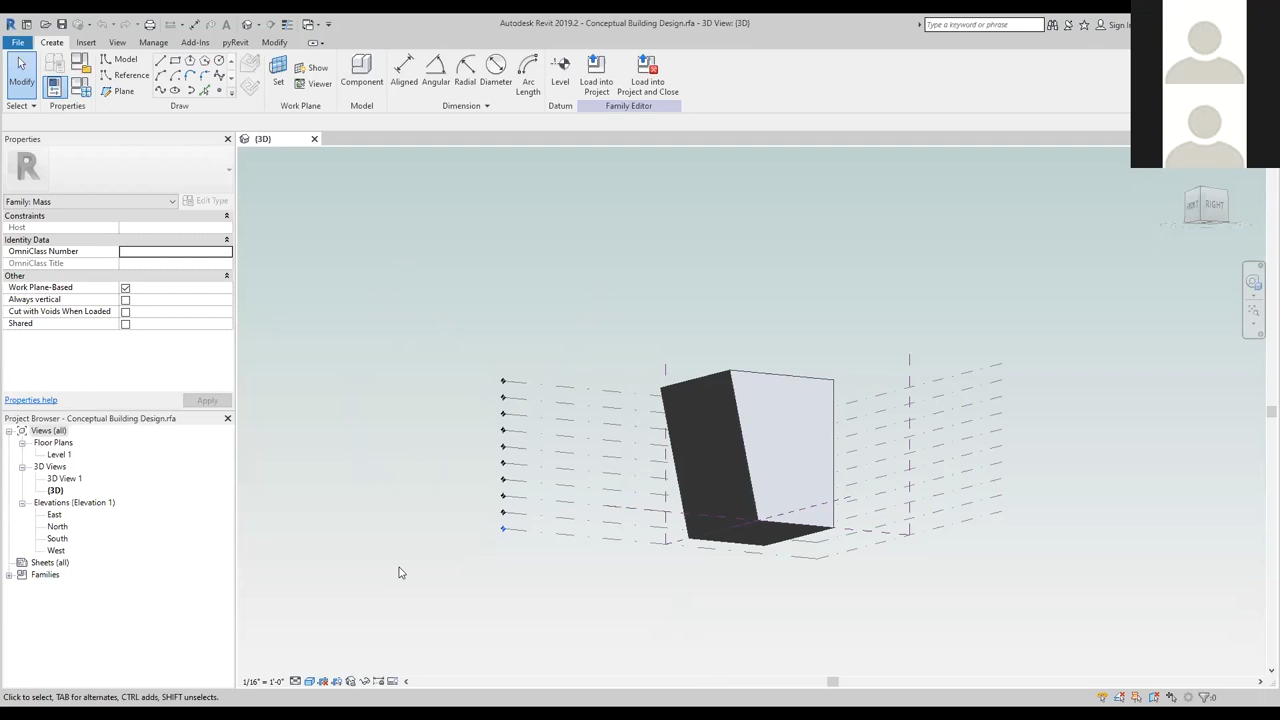 Autodesk Revit 2019.2 - Conceptual Building Design.rfa - 3D View: {3D}
Type a keyword or phrase
Sign In
File
Create
Insert
View
Manage
Add-Ins
pyRevit
Modify
Modify
Model
Reference
Plane
Set
Show
Viewer
Component
Aligned
Angular
Radial
Diameter
Arc
Length
Level
Load into
Project
Load into
Project and Close
Select
Properties
Draw
Work Plane
Model
Dimension
Datum
Family Editor
Properties
{3D}
R
Family: Mass
Edit Type
Constraints
Host
Identity Data
OmniClass Number
OmniClass Title
Other
Work Plane-Based
Always vertical
Cut with Voids When Loaded
Shared
Properties help
Apply
Project Browser - Conceptual Building Design.rfa
Views (all)
Floor Plans
Level 1
3D Views
3D View 1
{3D}
Elevations (Elevation 1)
East
North
South
West
Sheets (all)
Families
RIGHT
1/16" = 1'-0"
Click to select, TAB for alternates, CTRL adds, SHIFT unselects.
:0